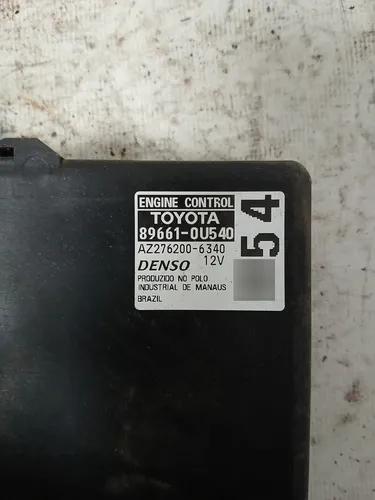 ENGINE CONTROL
TOYOTA
89661-0U540
AZ276200-6340
DENSO 12V
PRODUZIDO NO POLO
INDUSTRIAL DE MANAUS
BRAZIL
54